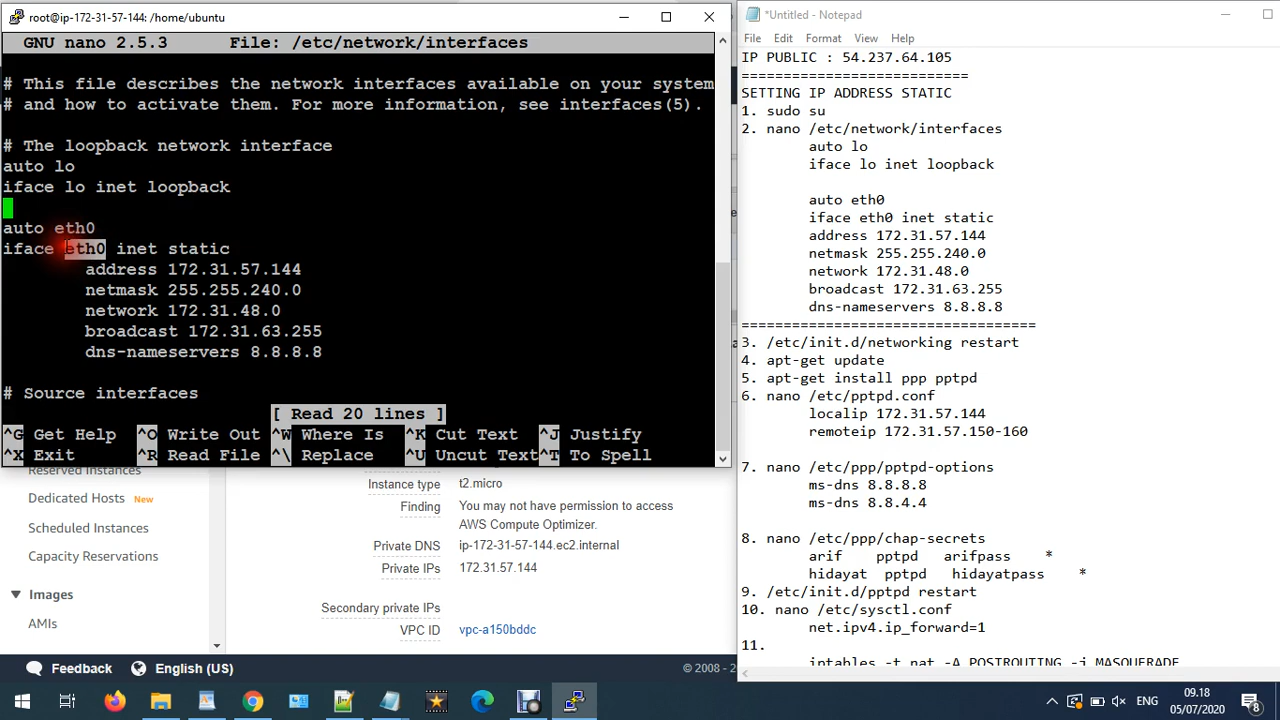 root@ip-172-31-57-144: /home/ubuntu
GNU nano 2.5.3 File: /etc/network/interfaces
# This file describes the network interfaces available on your system
# and how to activate them. For more information, see interfaces(5).
# The loopback network interface
auto lo
iface lo inet loopback
auto eth0
iface eth0 inet static
address 172.31.57.144
netmask 255.255.240.0
network 172.31.48.0
broadcast 172.31.63.255
dns-nameservers 8.8.8.8
# Source interfaces
[ Read 20 lines ]
^G Get Help ^O Write Out ^W Where Is ^K Cut Text ^J Justify
^X Exit ^R Read File ^\ Replace ^U Uncut Text ^T To Spell
*Untitled - Notepad
File Edit Format View Help
IP PUBLIC : 54.237.64.105
===========================
SETTING IP ADDRESS STATIC
1. sudo su
2. nano /etc/network/interfaces
auto lo
iface lo inet loopback
auto eth0
iface eth0 inet static
address 172.31.57.144
netmask 255.255.240.0
network 172.31.48.0
broadcast 172.31.63.255
dns-nameservers 8.8.8.8
===================================
3. /etc/init.d/networking restart
4. apt-get update
5. apt-get install ppp pptpd
6. nano /etc/pptpd.conf
localip 172.31.57.144
remoteip 172.31.57.150-160
7. nano /etc/ppp/pptpd-options
ms-dns 8.8.8.8
ms-dns 8.8.4.4
8. nano /etc/ppp/chap-secrets
arif pptpd arifpass *
hidayat pptpd hidayatpass *
9. /etc/init.d/pptpd restart
10. nano /etc/sysctl.conf
net.ipv4.ip_forward=1
11.
iptables -t nat -A POSTROUTING -j MASQUERADE
Reserved Instances
Dedicated Hosts New
Scheduled Instances
Capacity Reservations
Images
AMIs
Instance type t2.micro
Finding You may not have permission to access
AWS Compute Optimizer.
Private DNS ip-172-31-57-144.ec2.internal
Private IPs 172.31.57.144
Secondary private IPs
VPC ID vpc-a150bddc
Feedback English (US) © 2008 -
ENG
09.18
05/07/2020
8